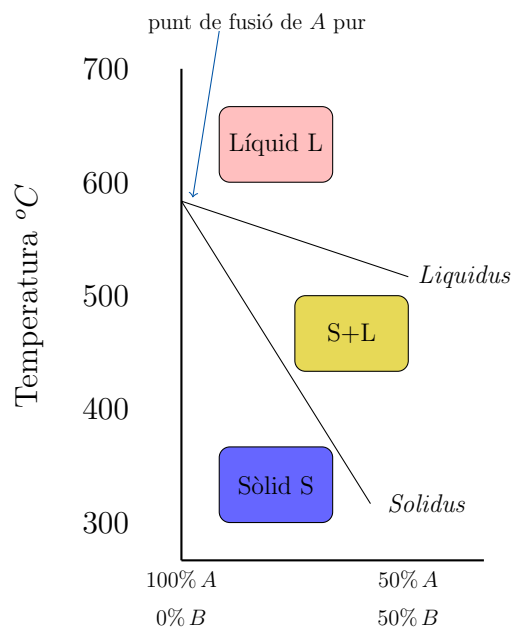 punt de fusió de A pur
700
Líquid L
600
500
Liquidus
S+L
400
Sòlid S
Solidus
300
Temperatura ºC
100% A 50% A
0% B 50% B